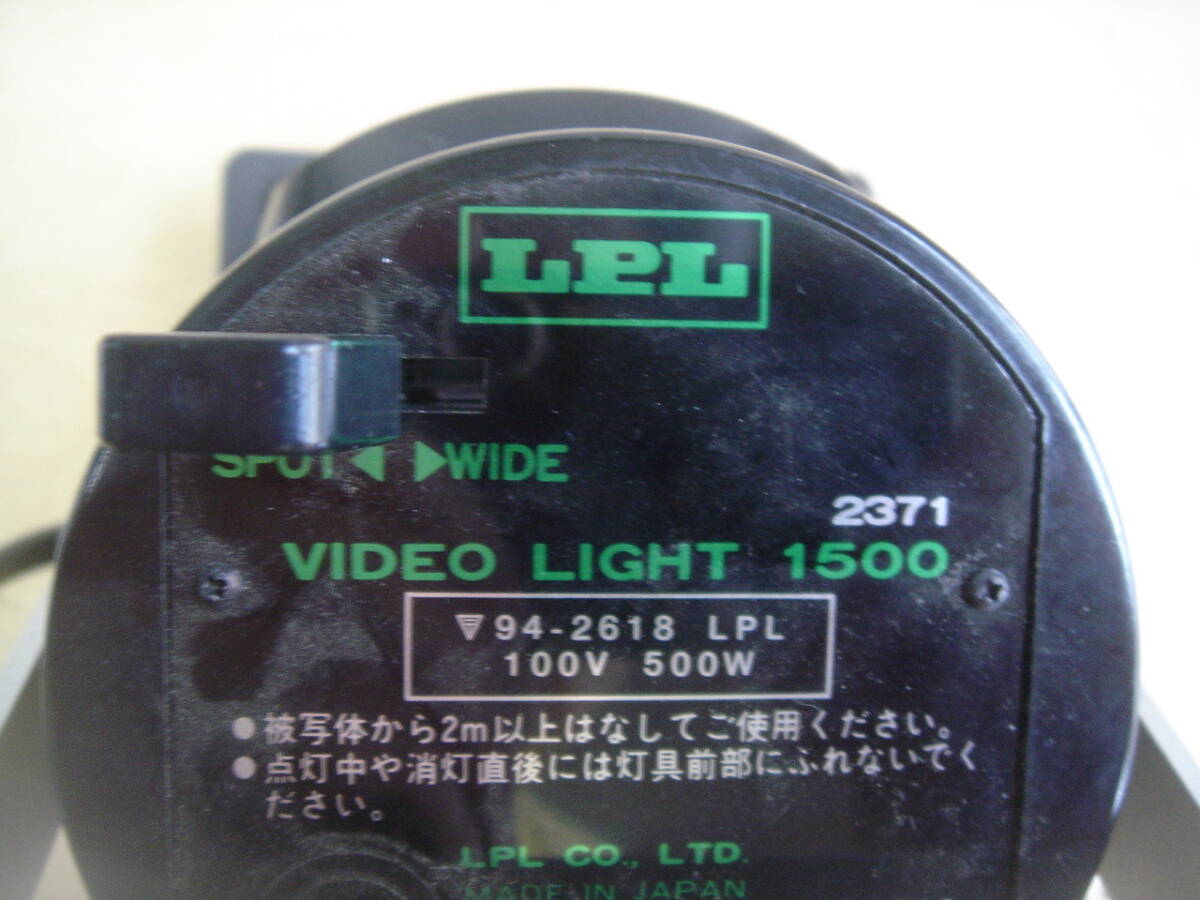 LPL
SPOT◀ ▶WIDE
2371
VIDEO LIGHT 1500
94-2618 LPL
100V 500W
●被写体から2m以上はなしてご使用ください。
●点灯中や消灯直後には灯具前部にふれないでく
ださい。
LPL CO., LTD.
MADE IN JAPAN